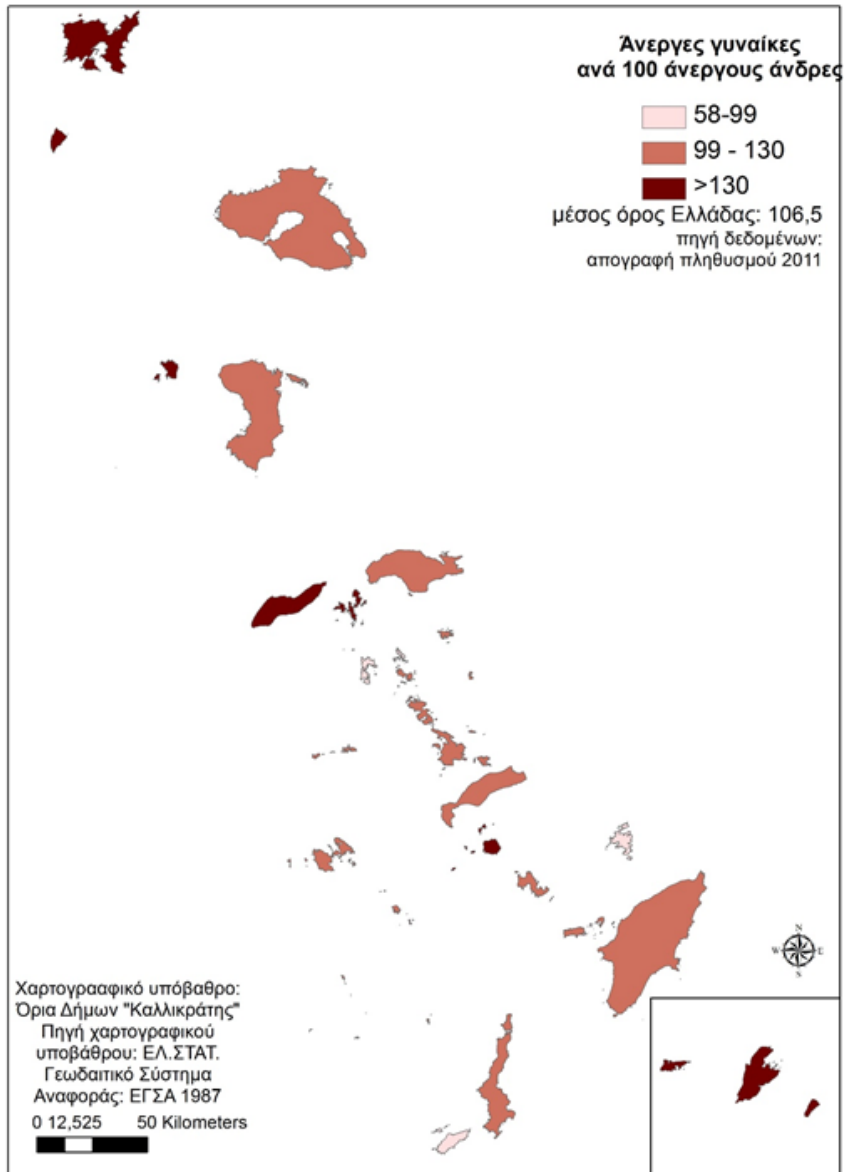 Άνεργες γυναίκες
ανά 100 άνεργους άνδρες
58-99
99 - 130
>130
μέσος όρος Ελλάδας: 106,5
πηγή δεδομένων:
απογραφή πληθυσμού 2011
N
W E
S
Χαρτογρααφικό υπόβαθρο:
Όρια Δήμων "Καλλικράτης"
Πηγή χαρτογραφικού
υποβάθρου: ΕΛ.ΣΤΑΤ.
Γεωδαιτικό Σύστημα
Αναφοράς: ΕΓΣΑ 1987
0 12,525 50 Kilometers